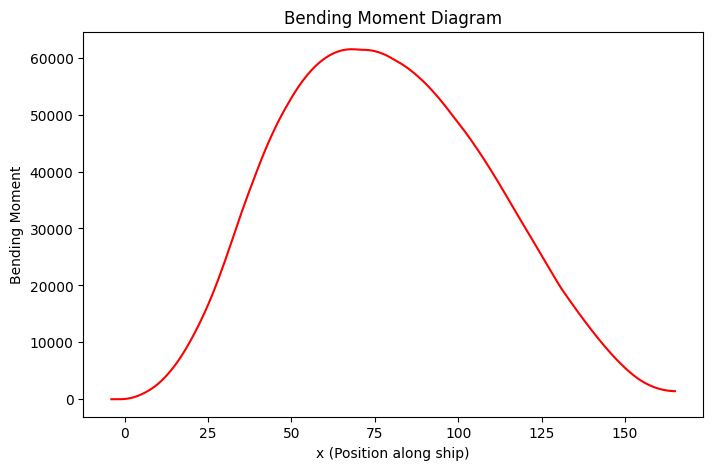 Bending Moment Diagram
Bending Moment
60000
50000
40000
30000
20000
10000
0
0 25 50 75 100 125 150
x (Position along ship)